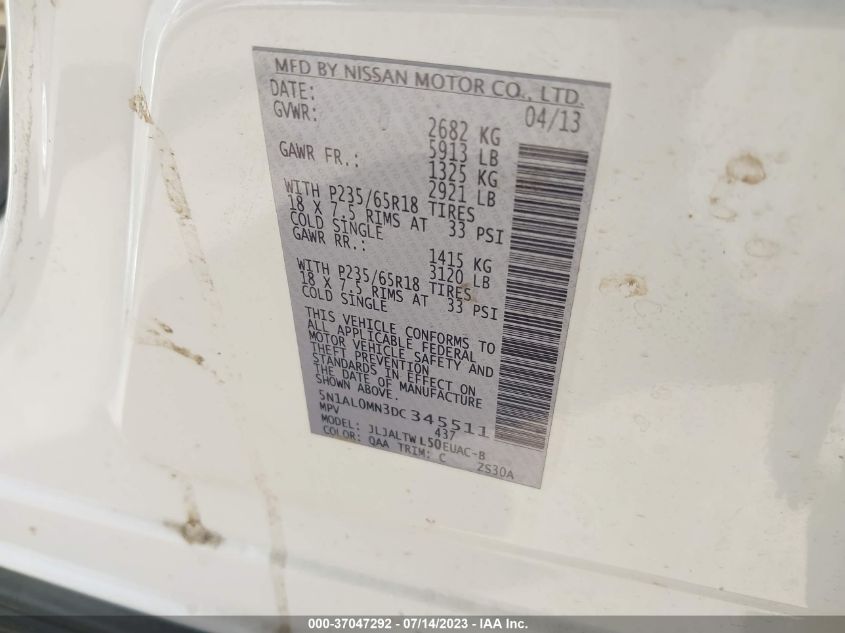 MFD BY NISSAN MOTOR CO., LTD.
DATE: 04/13
GVWR: 2682 KG
5913 LB
GAWR FR.: 1325 KG
2921 LB
WITH P235/65R18 TIRES
18 X 7.5 RIMS AT 33 PSI
COLD SINGLE
GAWR RR.: 1415 KG
3120 LB
WITH P235/65R18 TIRES
18 X 7.5 RIMS AT 33 PSI
COLD SINGLE
THIS VEHICLE CONFORMS TO
ALL APPLICABLE FEDERAL
MOTOR VEHICLE SAFETY AND
THEFT PREVENTION
STANDARDS IN EFFECT ON
THE DATE OF MANUFACTURE
SHOWN ABOVE.
5N1AL0MN3DC345511
MPV 437
MODEL: JLJALTWL50EUAC-B
COLOR: QAA TRIM: C ZS30A
000-37047292 - 07/14/2023 - IAA Inc.